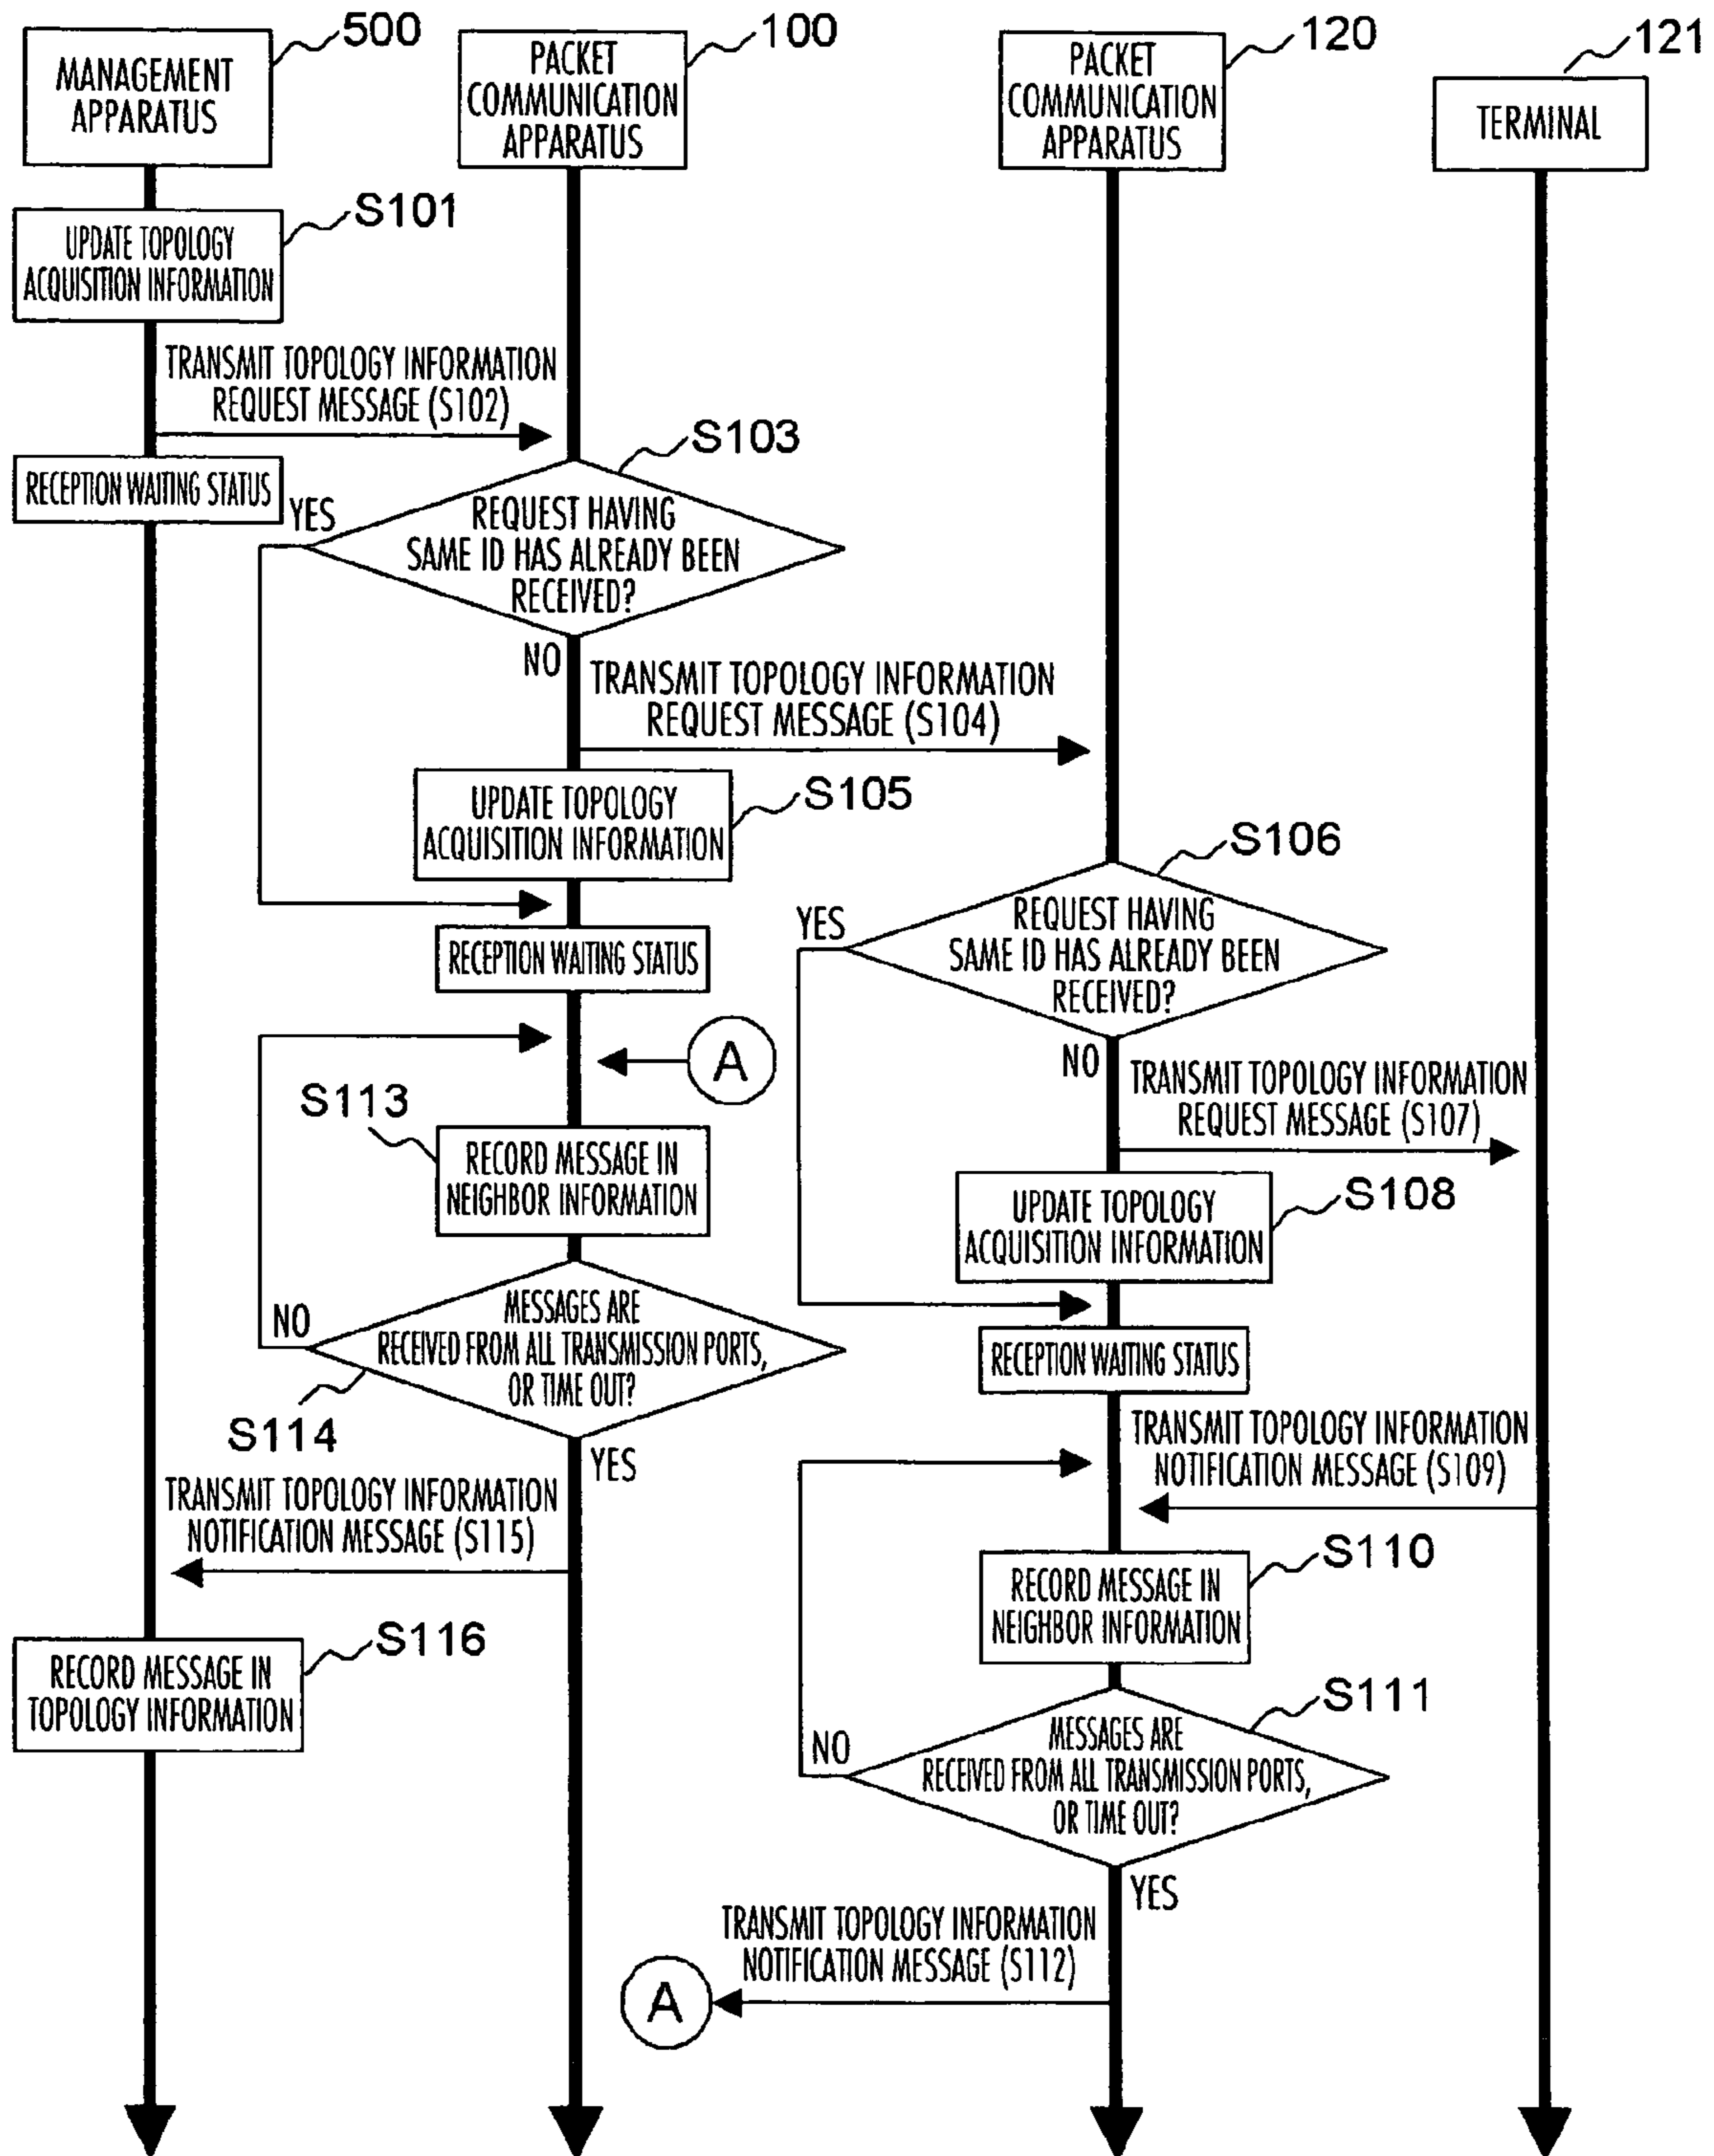 500
MANAGEMENT
APPARATUS
100
PACKET
COMMUNICATION
APPARATUS
120
PACKET
COMMUNICATION
APPARATUS
121
TERMINAL
S101
UPDATE TOPOLOGY
ACQUISITION INFORMATION
TRANSMIT TOPOLOGY INFORMATION
REQUEST MESSAGE (S102)
RECEPTION WAITING STATUS
S103
YES
REQUEST HAVING
SAME ID HAS ALREADY BEEN
RECEIVED?
NO
TRANSMIT TOPOLOGY INFORMATION
REQUEST MESSAGE (S104)
S105
UPDATE TOPOLOGY
ACQUISITION INFORMATION
RECEPTION WAITING STATUS
S106
YES
REQUEST HAVING
SAME ID HAS ALREADY BEEN
RECEIVED?
NO
TRANSMIT TOPOLOGY INFORMATION
REQUEST MESSAGE (S107)
S108
UPDATE TOPOLOGY
ACQUISITION INFORMATION
RECEPTION WAITING STATUS
A
S113
RECORD MESSAGE IN
NEIGHBOR INFORMATION
NO
MESSAGES ARE
RECEIVED FROM ALL TRANSMISSION PORTS,
OR TIME OUT?
S114
YES
TRANSMIT TOPOLOGY INFORMATION
NOTIFICATION MESSAGE (S109)
TRANSMIT TOPOLOGY INFORMATION
NOTIFICATION MESSAGE (S115)
S110
RECORD MESSAGE IN
NEIGHBOR INFORMATION
S116
RECORD MESSAGE IN
TOPOLOGY INFORMATION
S111
NO
MESSAGES ARE
RECEIVED FROM ALL TRANSMISSION PORTS,
OR TIME OUT?
YES
TRANSMIT TOPOLOGY INFORMATION
NOTIFICATION MESSAGE (S112)
A